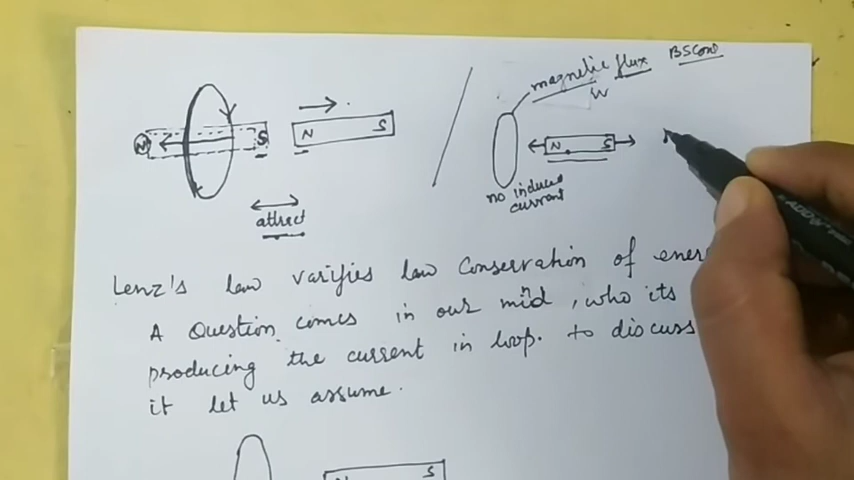 magnetic flux
BSCom
N S N S
N S
no induced
current
attract
Lenz's law varifies law Conservation of ener
A Question comes in our mind, who its
producing the current in loop. to discuss
it let us assume.
S